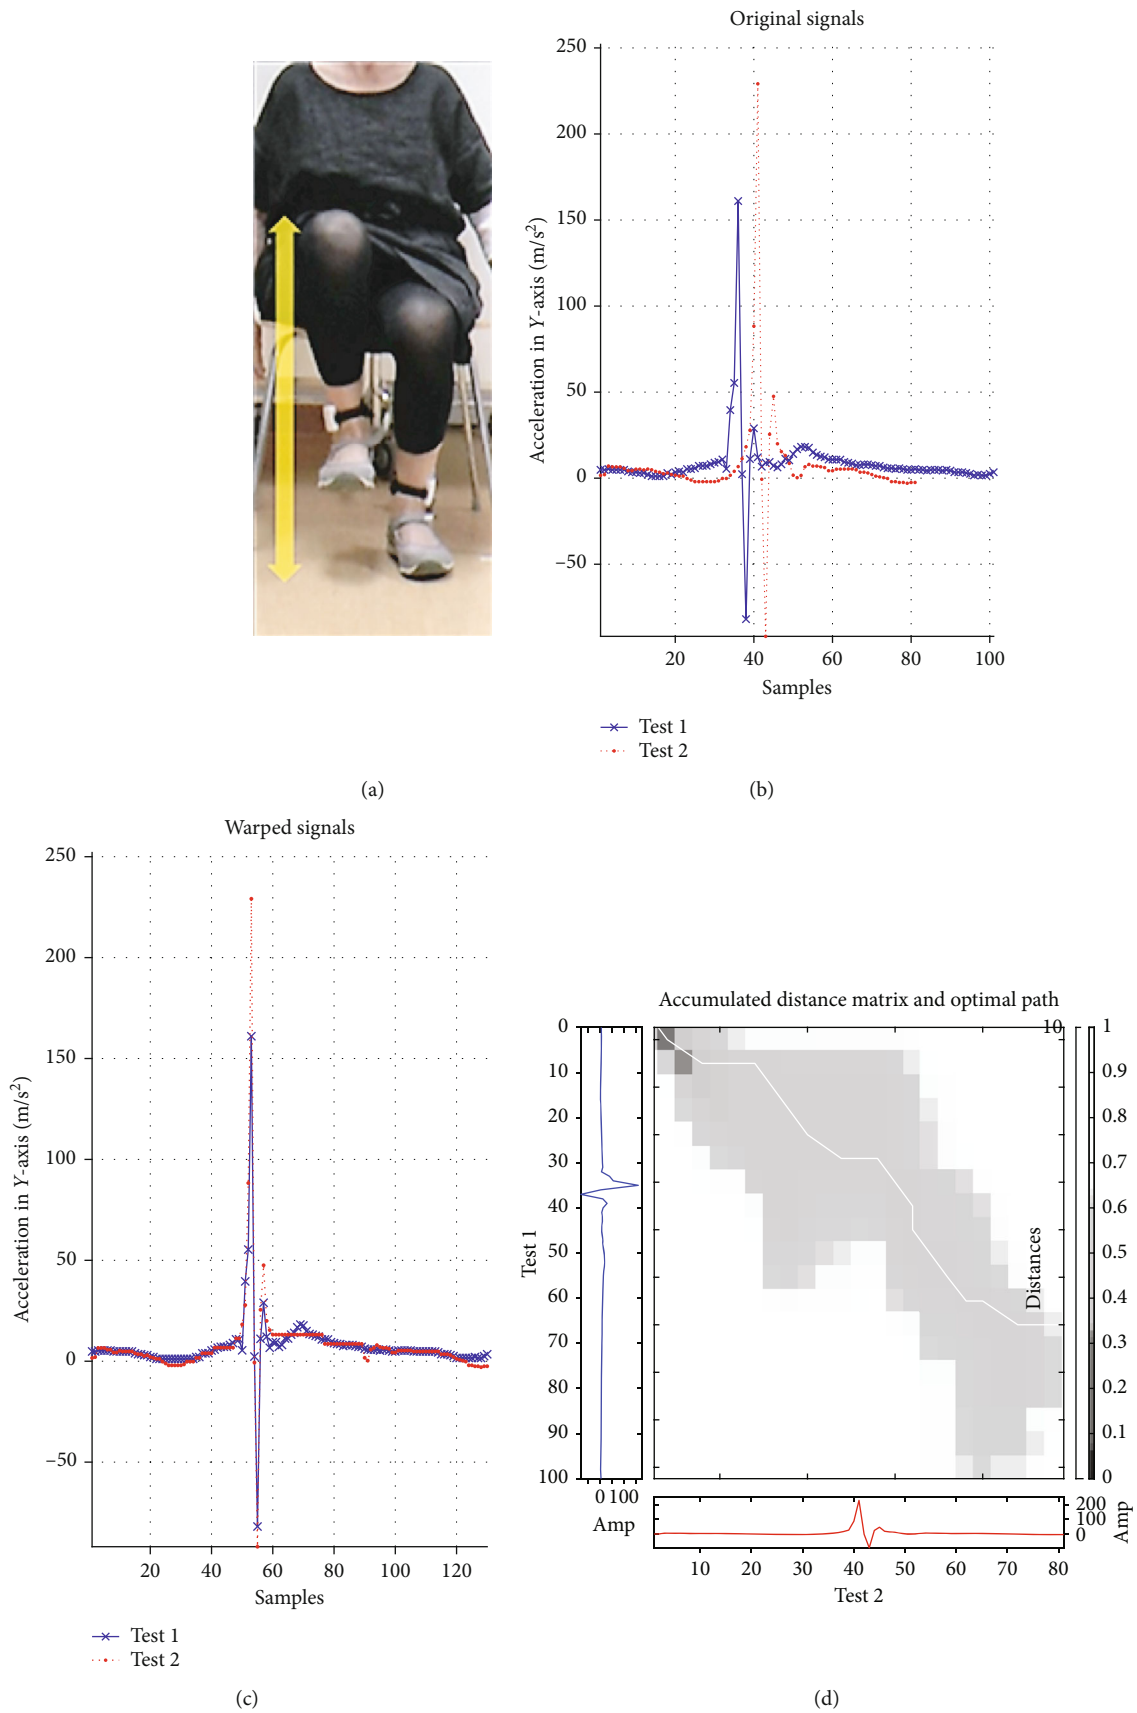 Original signals
250
200
150
100
50
0
−50
Acceleration in Y-axis (m/s²)
20 40 60 80 100
Samples
Test 1
Test 2
(a)
(b)
Warped signals
250
200
150
100
50
0
−50
Acceleration in Y-axis (m/s²)
20 40 60 80 100 120
Samples
Test 1
Test 2
(c)
Accumulated distance matrix and optimal path
0
10
20
30
40
50
60
70
80
90
100
Test 1
0 100
Amp
10
Distances
1
0.9
0.8
0.7
0.6
0.5
0.4
0.3
0.2
0.1
0
200
100
0
Amp
10 20 30 40 50 60 70 80
Test 2
(d)